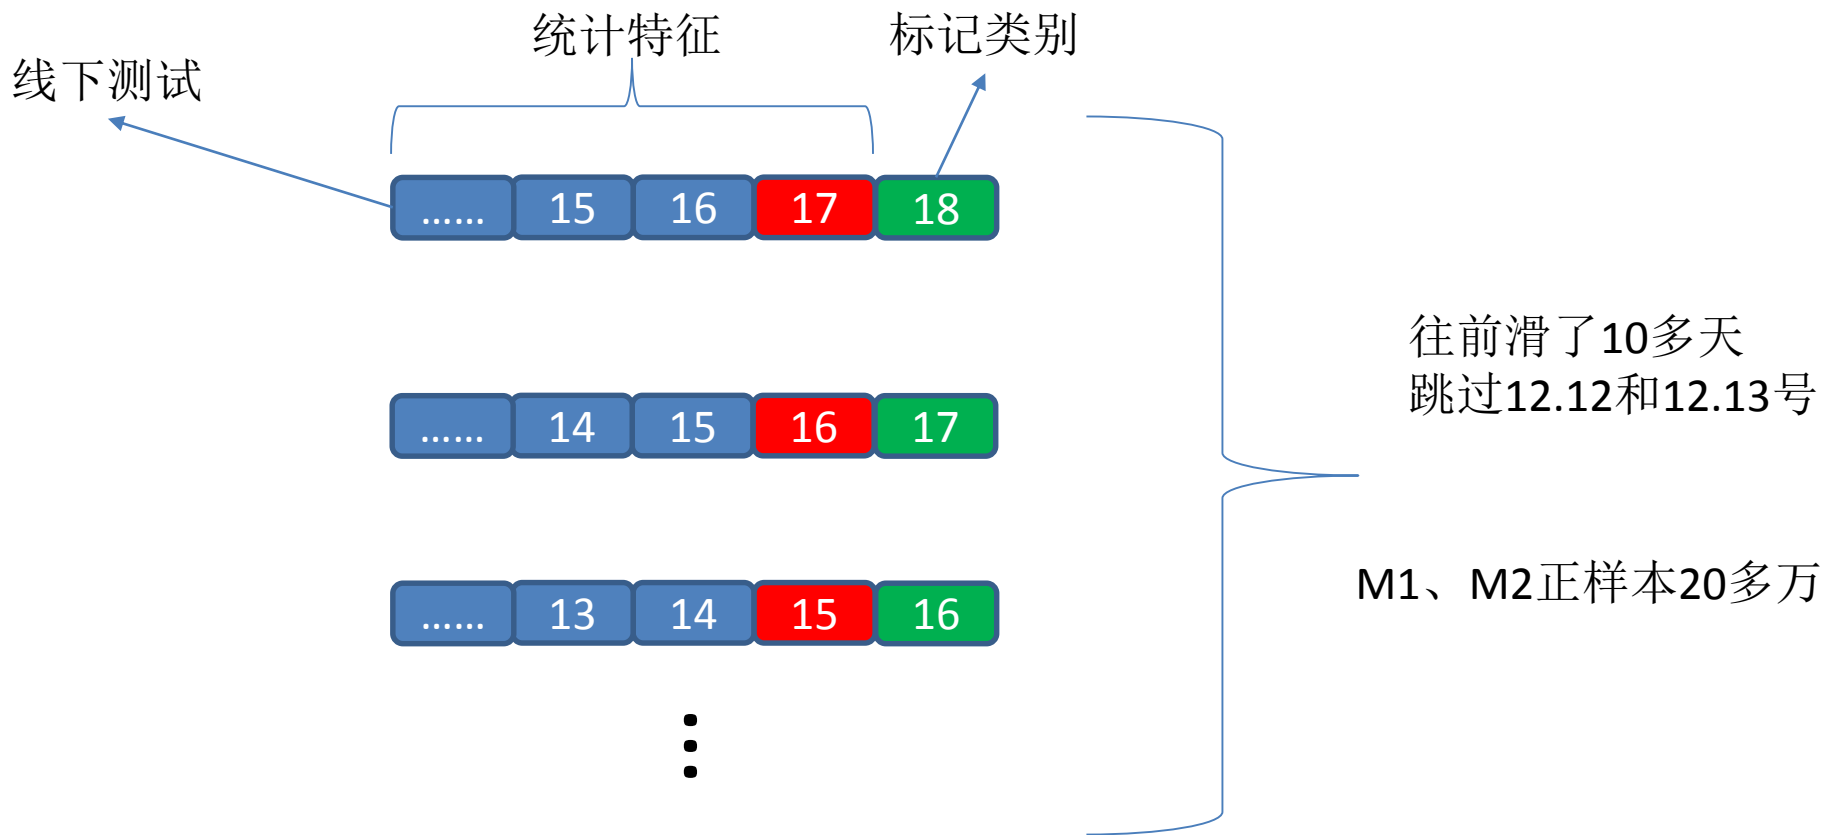 统计特征
标记类别
线下测试
…… 15 16 17 18
往前滑了10多天
跳过12.12和12.13号
…… 14 15 16 17
M1、M2正样本20多万
…… 13 14 15 16